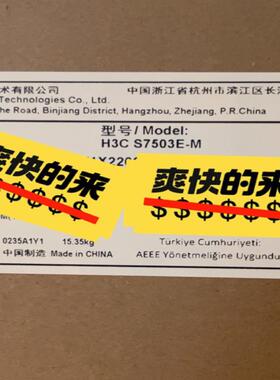 术有限公司
中国浙江省杭州市滨江区长
Technologies Co., Ltd.
he Road, Binjiang District, Hangzhou, Zhejiang, P.R.China
型号/ Model:
H3C S7503E-M
爽快的来
$$$$$$
爽快的来
$$$$$$
0235A1Y1
15.35kg
中国制造 Made in CHINA
Türkiye Cumhuriyeti:
AEEE Yönetmeliğine Uygundu